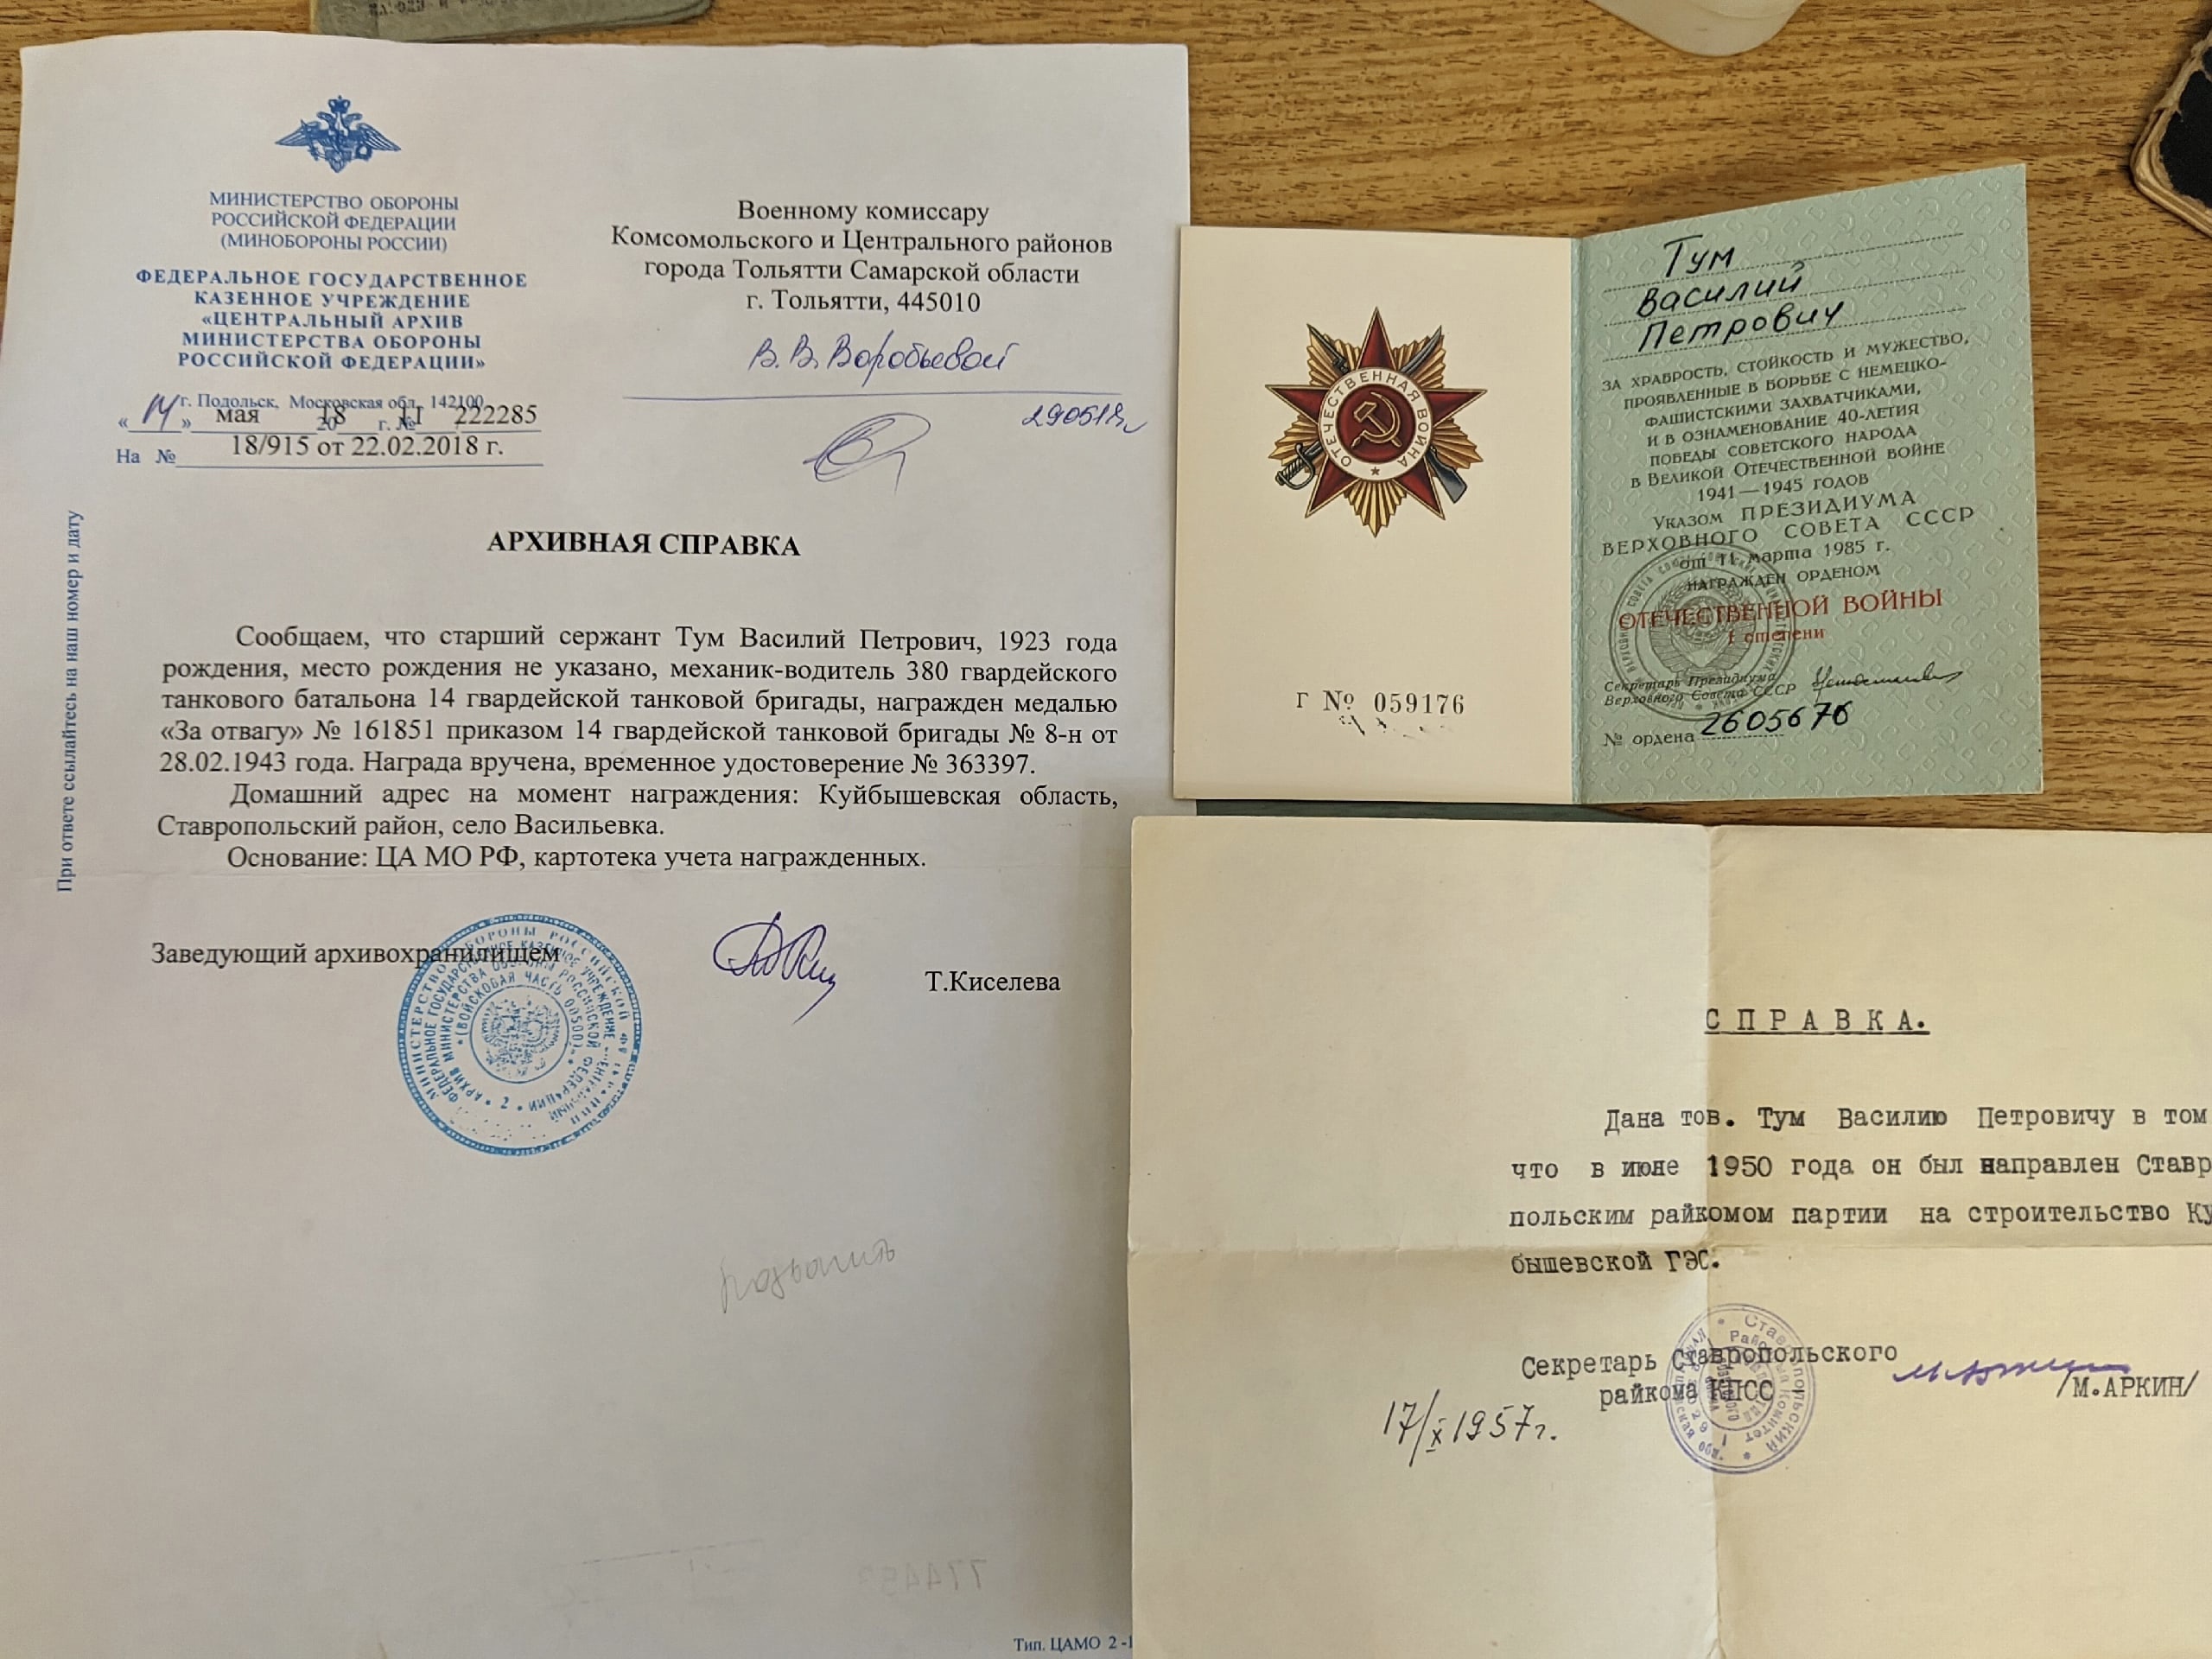 МИНИСТЕРСТВО ОБОРОНЫ
РОССИЙСКОЙ ФЕДЕРАЦИИ
(МИНОБОРОНЫ РОССИИ)
ФЕДЕРАЛЬНОЕ ГОСУДАРСТВЕННОЕ
КАЗЕННОЕ УЧРЕЖДЕНИЕ
«ЦЕНТРАЛЬНЫЙ АРХИВ
МИНИСТЕРСТВА ОБОРОНЫ
РОССИЙСКОЙ ФЕДЕРАЦИИ»
г. Подольск, Московская обл., 142100
«14» мая 2018 г. № 11 222285
На № 18/915 от 22.02.2018 г.
При ответе ссылайтесь на наш номер и дату
Военному комиссару
Комсомольского и Центрального районов
города Тольятти Самарской области
г. Тольятти, 445010
В.В. Воробьевой
290518г
АРХИВНАЯ СПРАВКА
Сообщаем, что старший сержант Тум Василий Петрович, 1923 года
рождения, место рождения не указано, механик-водитель 380 гвардейского
танкового батальона 14 гвардейской танковой бригады, награжден медалью
«За отвагу» № 161851 приказом 14 гвардейской танковой бригады № 8-н от
28.02.1943 года. Награда вручена, временное удостоверение № 363397.
Домашний адрес на момент награждения: Куйбышевская область,
Ставропольский район, село Васильевка.
Основание: ЦА МО РФ, картотека учета награжденных.
Заведующий архивохранилищем
Т.Киселева
Тип. ЦАМО 2-1
ОТЕЧЕСТВЕННАЯ ВОЙНА
Г № 059176
Тум
Василий
Петрович
ЗА ХРАБРОСТЬ, СТОЙКОСТЬ И МУЖЕСТВО,
ПРОЯВЛЕННЫЕ В БОРЬБЕ С НЕМЕЦКО-
ФАШИСТСКИМИ ЗАХВАТЧИКАМИ,
И В ОЗНАМЕНОВАНИЕ 40-ЛЕТИЯ
ПОБЕДЫ СОВЕТСКОГО НАРОДА
В ВЕЛИКОЙ ОТЕЧЕСТВЕННОЙ ВОЙНЕ
1941—1945 ГОДОВ
УКАЗОМ ПРЕЗИДИУМА
ВЕРХОВНОГО СОВЕТА СССР
от 11 марта 1985 г.
НАГРАЖДЕН ОРДЕНОМ
ОТЕЧЕСТВЕННОЙ ВОЙНЫ
I степени
Секретарь Президиума
Верховного Совета СССР
№ ордена 2605676
СПРАВКА.
Дана тов. Тум Василию Петровичу в том
что в июне 1950 года он был направлен Ставр
польским райкомом партии на строительство Ку
бышевской ГЭС.
Секретарь Ставропольского
райкома КПСС
/М.АРКИН/
17/X 1957г.